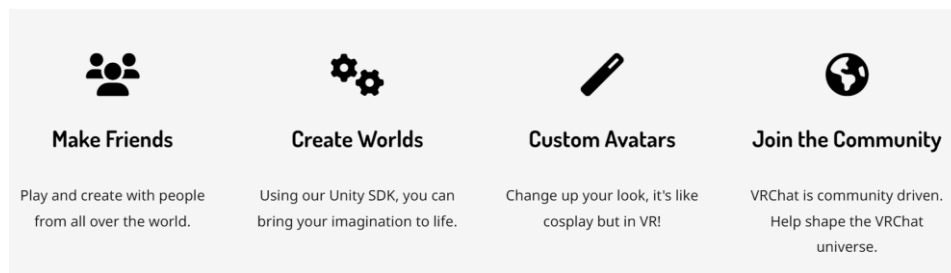 Make Friends
Play and create with people
from all over the world.
Create Worlds
Using our Unity SDK, you can
bring your imagination to life.
Custom Avatars
Change up your look, it's like
cosplay but in VR!
Join the Community
VRChat is community driven.
Help shape the VRChat
universe.